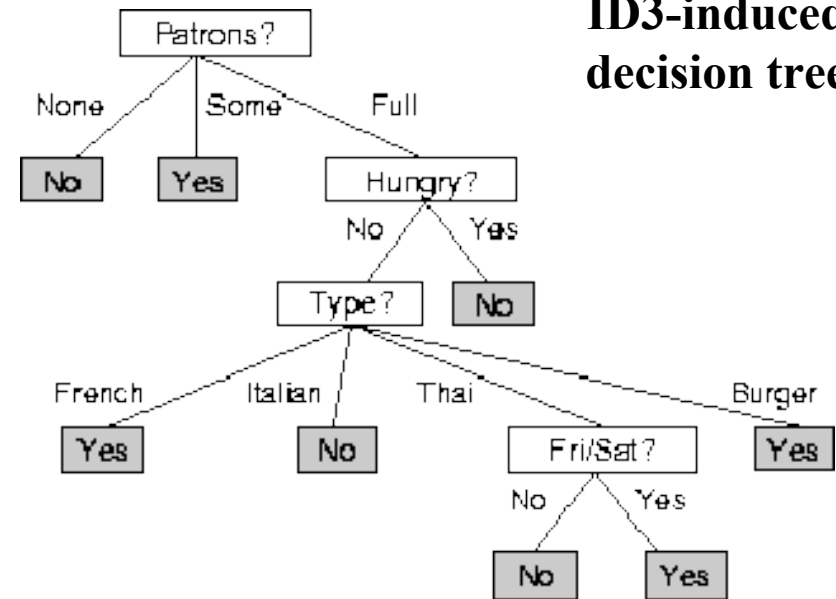 ID3-induced
decision tree
Patrons?
None Some Full
No Yes Hungry?
No Yes
Type? No
French Italian Thai Burger
Yes No Fri/Sat? Yes
No Yes
No Yes